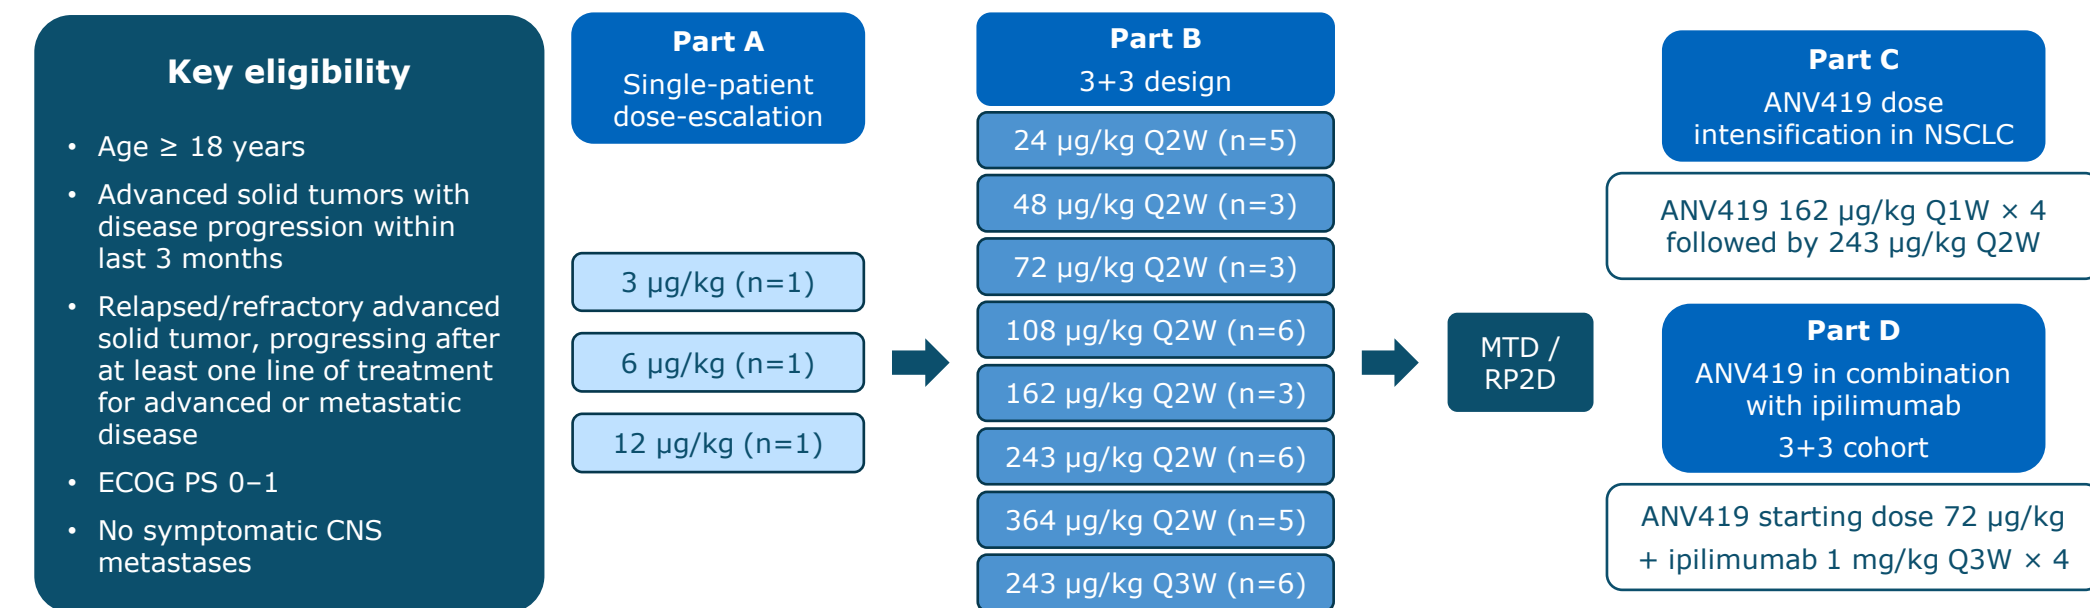 Key eligibility
• Age ≥ 18 years
• Advanced solid tumors with
disease progression within
last 3 months
• Relapsed/refractory advanced
solid tumor, progressing after
at least one line of treatment
for advanced or metastatic
disease
• ECOG PS 0–1
• No symptomatic CNS
metastases
Part A
Single-patient
dose-escalation
3 µg/kg (n=1)
6 µg/kg (n=1)
12 µg/kg (n=1)
Part B
3+3 design
24 µg/kg Q2W (n=5)
48 µg/kg Q2W (n=3)
72 µg/kg Q2W (n=3)
108 µg/kg Q2W (n=6)
162 µg/kg Q2W (n=3)
243 µg/kg Q2W (n=6)
364 µg/kg Q2W (n=5)
243 µg/kg Q3W (n=6)
MTD /
RP2D
Part C
ANV419 dose
intensification in NSCLC
ANV419 162 µg/kg Q1W × 4
followed by 243 µg/kg Q2W
Part D
ANV419 in combination
with ipilimumab
3+3 cohort
ANV419 starting dose 72 µg/kg
+ ipilimumab 1 mg/kg Q3W × 4